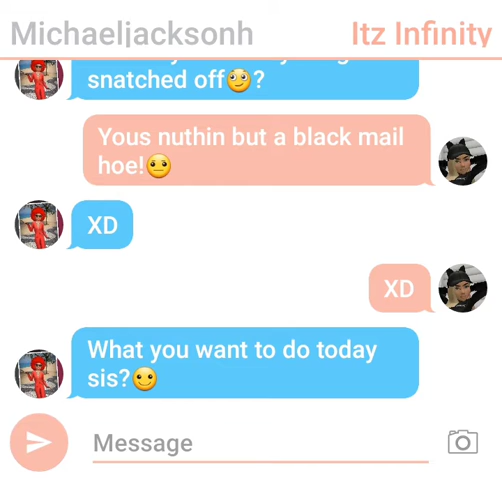 Michaeljacksonh
Itz Infinity
snatched off🙄?
Yous nuthin but a black mail
hoe!😐
XD
XD
What you want to do today
sis?🙂
Message